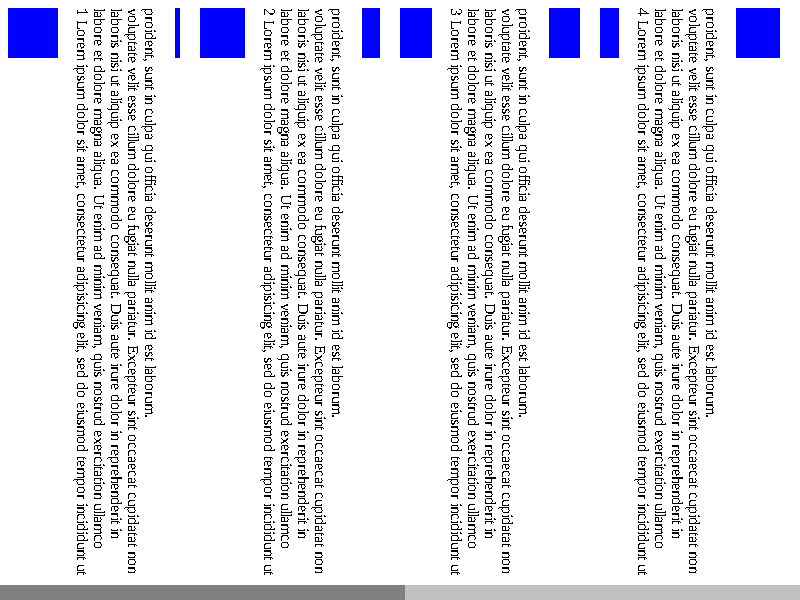 1 Lorem ipsum dolor sit amet, consectetur adipisicing elit, sed do eiusmod tempor incididunt ut
labore et dolore magna aliqua. Ut enim ad minim veniam, quis nostrud exercitation ullamco
laboris nisi ut aliquip ex ea commodo consequat. Duis aute irure dolor in reprehenderit in
voluptate velit esse cillum dolore eu fugiat nulla pariatur. Excepteur sint occaecat cupidatat non
proident, sunt in culpa qui officia deserunt mollit anim id est laborum.
2 Lorem ipsum dolor sit amet, consectetur adipisicing elit, sed do eiusmod tempor incididunt ut
labore et dolore magna aliqua. Ut enim ad minim veniam, quis nostrud exercitation ullamco
laboris nisi ut aliquip ex ea commodo consequat. Duis aute irure dolor in reprehenderit in
voluptate velit esse cillum dolore eu fugiat nulla pariatur. Excepteur sint occaecat cupidatat non
proident, sunt in culpa qui officia deserunt mollit anim id est laborum.
3 Lorem ipsum dolor sit amet, consectetur adipisicing elit, sed do eiusmod tempor incididunt ut
labore et dolore magna aliqua. Ut enim ad minim veniam, quis nostrud exercitation ullamco
laboris nisi ut aliquip ex ea commodo consequat. Duis aute irure dolor in reprehenderit in
voluptate velit esse cillum dolore eu fugiat nulla pariatur. Excepteur sint occaecat cupidatat non
proident, sunt in culpa qui officia deserunt mollit anim id est laborum.
4 Lorem ipsum dolor sit amet, consectetur adipisicing elit, sed do eiusmod tempor incididunt ut
labore et dolore magna aliqua. Ut enim ad minim veniam, quis nostrud exercitation ullamco
laboris nisi ut aliquip ex ea commodo consequat. Duis aute irure dolor in reprehenderit in
voluptate velit esse cillum dolore eu fugiat nulla pariatur. Excepteur sint occaecat cupidatat non
proident, sunt in culpa qui officia deserunt mollit anim id est laborum.